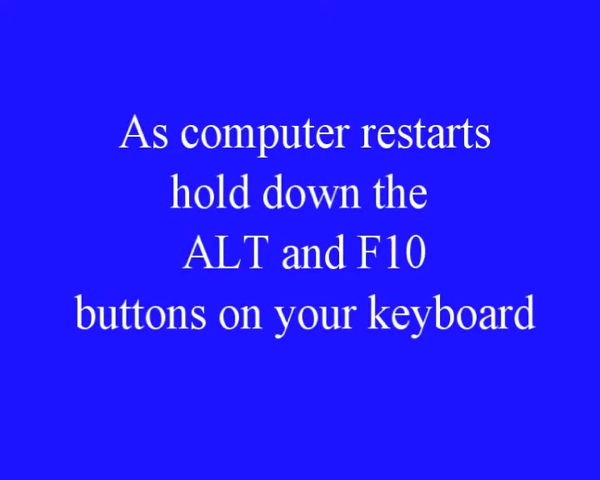 As computer restarts
hold down the
ALT and F10
buttons on your keyboard